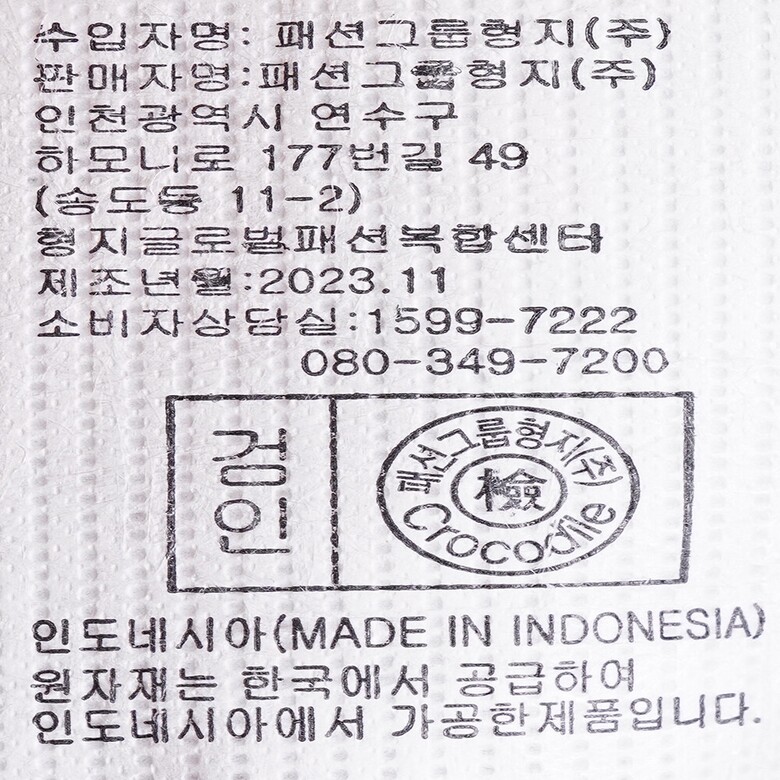 수입자명: 패션그룹형지(주)
판매자명:패션그룹형지(주)
인천광역시 연수구
하모니로 177번길 49
(송도동 11-2)
형지글로벌패션복합센터
제조년월:2023.11
소비자상담실:1599-7222
080-349-7200
검인
패션그룹형지(주)
檢
Crocodile
인도네시아(MADE IN INDONESIA)
원자재는 한국에서 공급하여
인도네시아에서 가공한제품입니다.